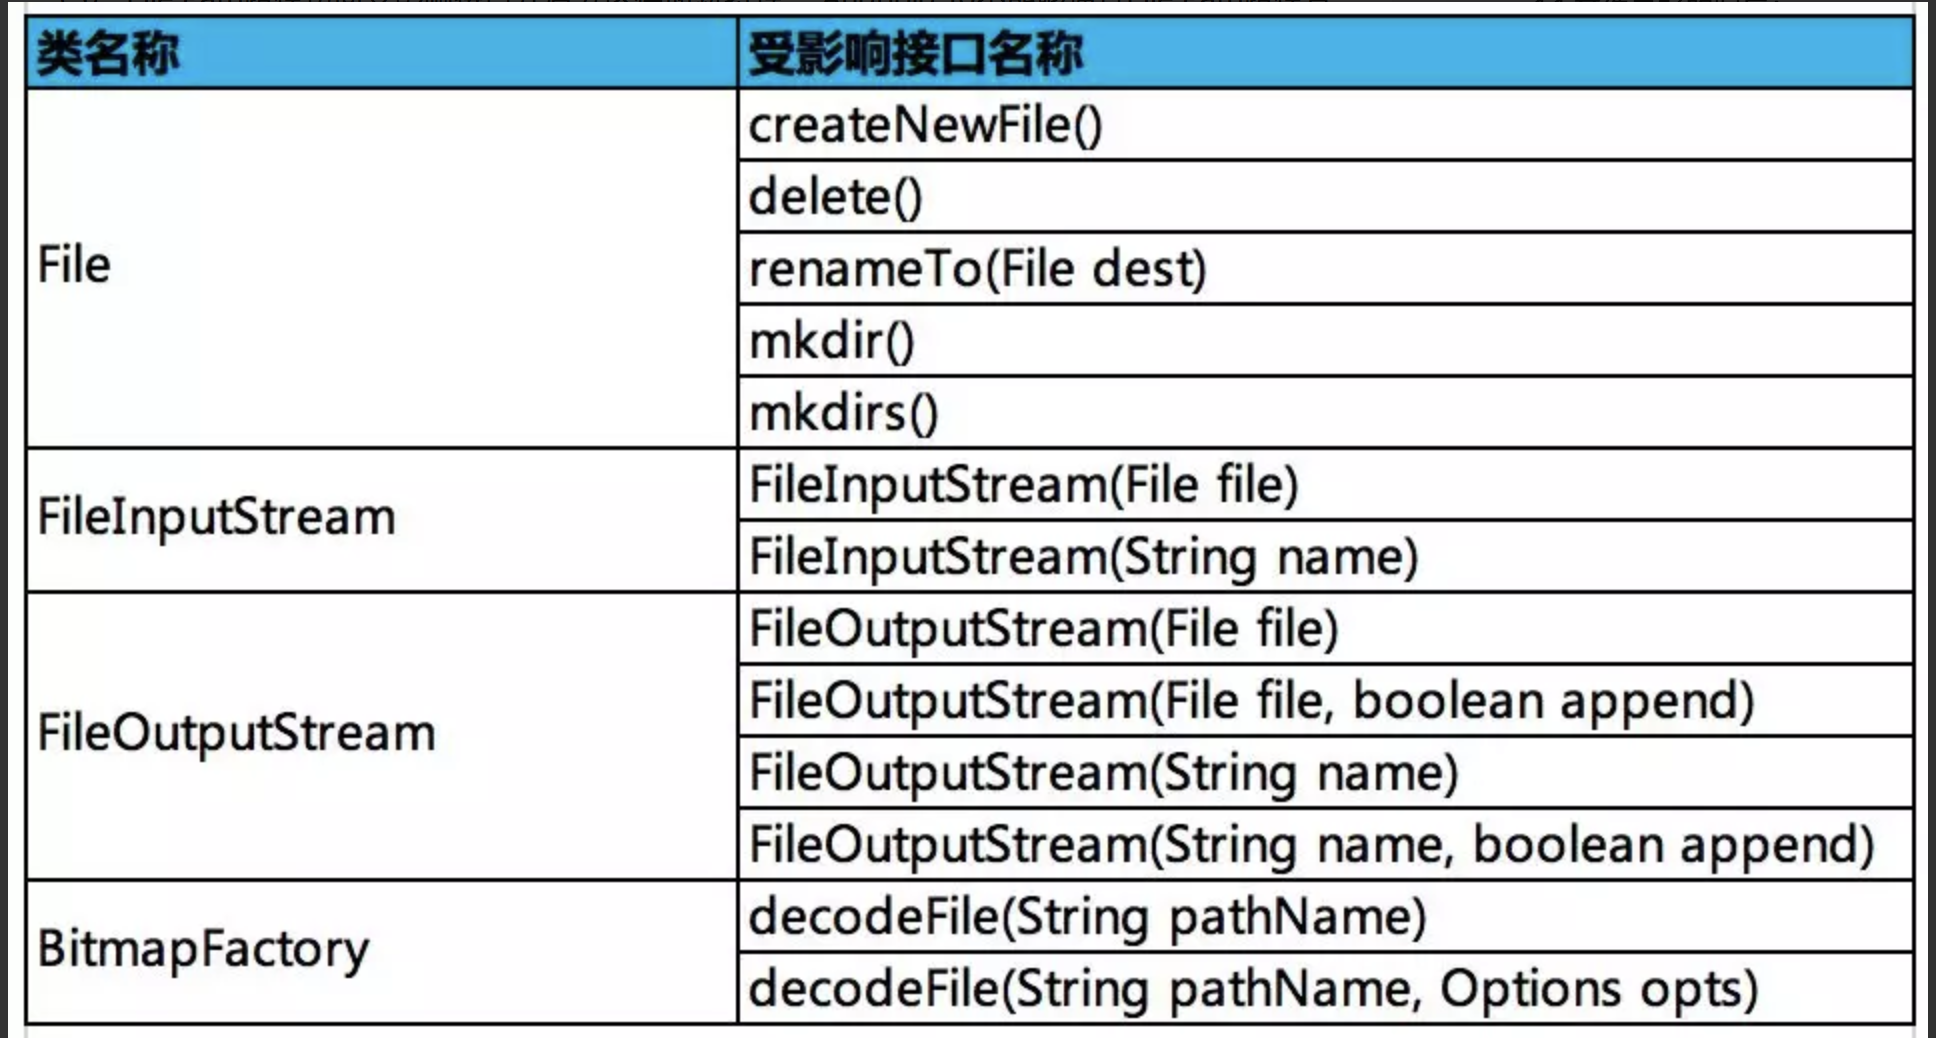 类名称 受影响接口名称
File
createNewFile()
delete()
renameTo(File dest)
mkdir()
mkdirs()
FileInputStream
FileInputStream(File file)
FileInputStream(String name)
FileOutputStream
FileOutputStream(File file)
FileOutputStream(File file, boolean append)
FileOutputStream(String name)
FileOutputStream(String name, boolean append)
BitmapFactory
decodeFile(String pathName)
decodeFile(String pathName, Options opts)